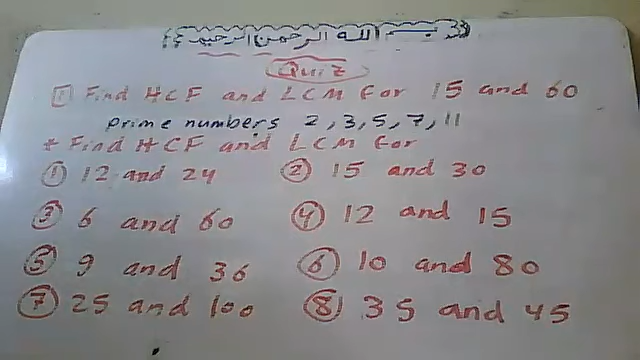 بسم الله الرحمن الرحيم
Quiz
1 Find HCF and LCM for 15 and 60
prime numbers 2, 3, 5, 7, 11
* Find HCF and LCM for
① 12 and 24 ② 15 and 30
③ 6 and 60 ④ 12 and 15
⑤ 9 and 36 ⑥ 10 and 80
⑦ 25 and 100 ⑧ 35 and 45